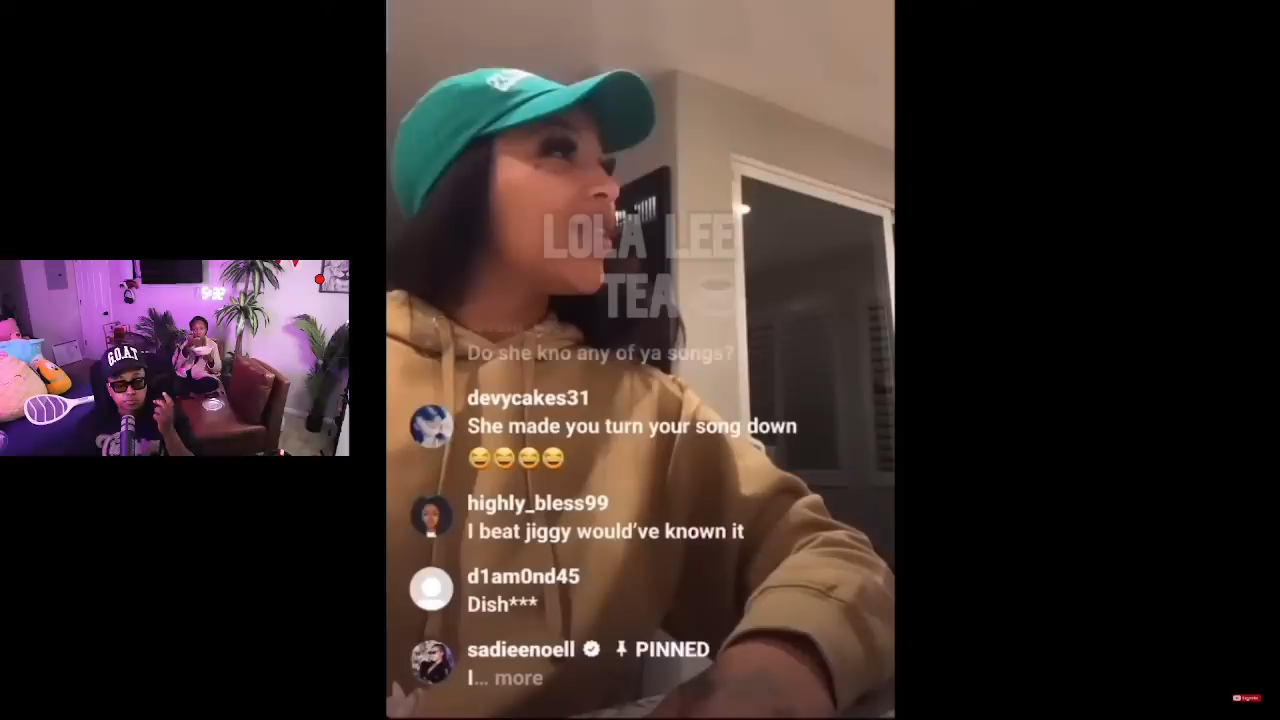 LOLA LEE
TEA
Do she kno any of ya songs?
devycakes31
She made you turn your song down
😆😆😆😆
highly_bless99
I beat jiggy would've known it
d1am0nd45
Dish***
sadieenoell PINNED
I... more
G.O.A.T